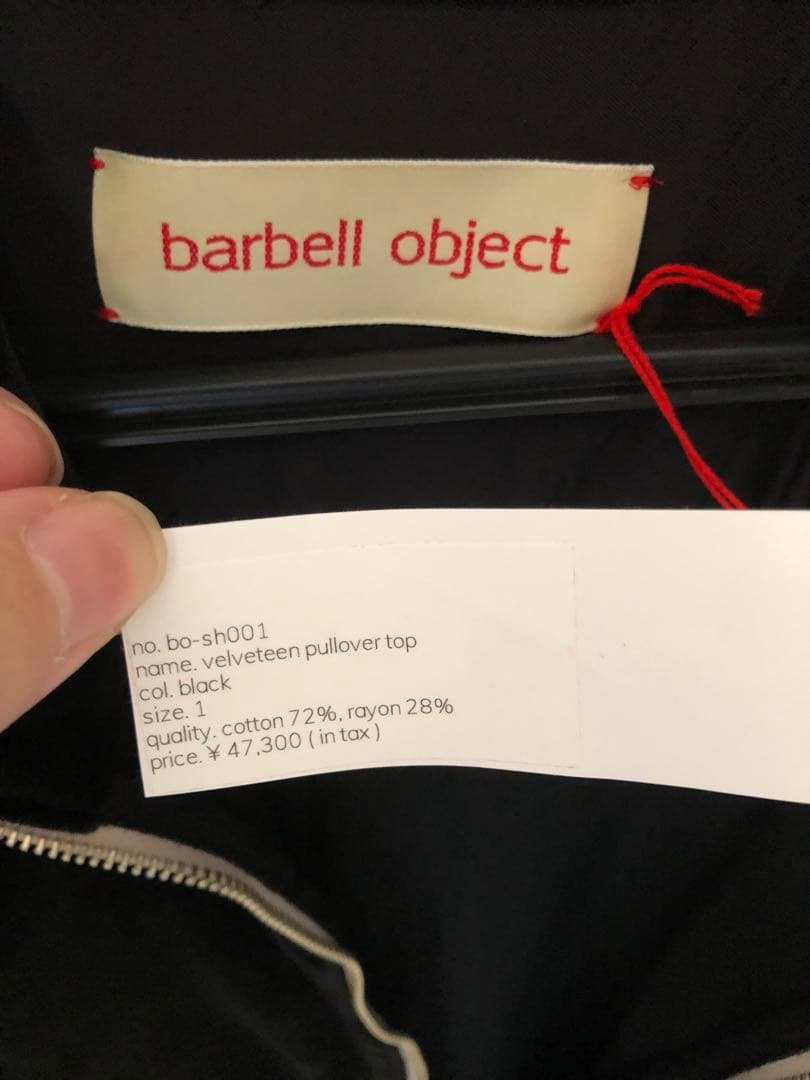 barbell object
no. bo-sh001
name. velveteen pullover top
col. black
size. 1
quality. cotton 72%, rayon 28%
price. ¥ 47,300 ( in tax )